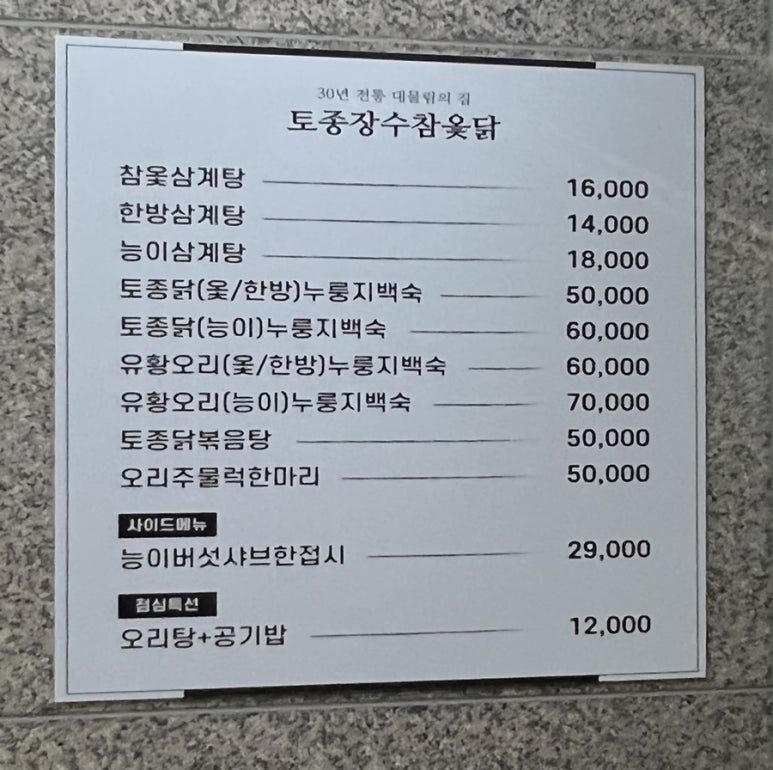 30년 전통 대물림의 집
토종장수참옻닭
참옻삼계탕 16,000
한방삼계탕 14,000
능이삼계탕 18,000
토종닭(옻/한방)누룽지백숙 50,000
토종닭(능이)누룽지백숙 60,000
유황오리(옻/한방)누룽지백숙 60,000
유황오리(능이)누룽지백숙 70,000
토종닭볶음탕 50,000
오리주물럭한마리 50,000
사이드메뉴
능이버섯샤브한접시 29,000
점심특선
오리탕+공기밥 12,000